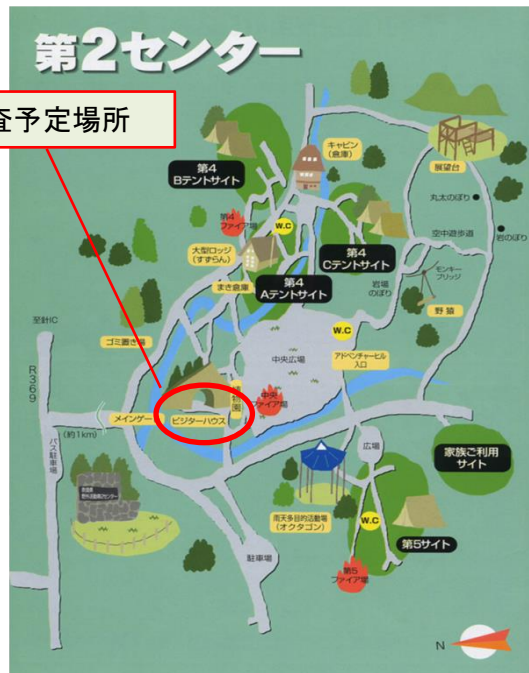 第2センター
査予定場所
第4
Bテントサイト
キャビン
(倉庫)
展望台
丸太のぼり
第4
ファイア場
W.C
空中遊歩道
岩のぼり
大型ロッジ
(すずらん)
第4
Cテントサイト
まき倉庫
第4
Aテントサイト
岩場
のぼり
モンキー
ブリッジ
野猿
至針IC
ゴミ置き場
W.C
中央広場
アドベンチャーヒル
入口
R369
中央
ファイア場
メインゲー
ビジターハウス
園
(約1km)
バス駐車場
広場
家族ご利用
サイト
雨天多目的活動場
(オクタゴン)
W.C
第5サイト
駐車場
第5
ファイア場
N